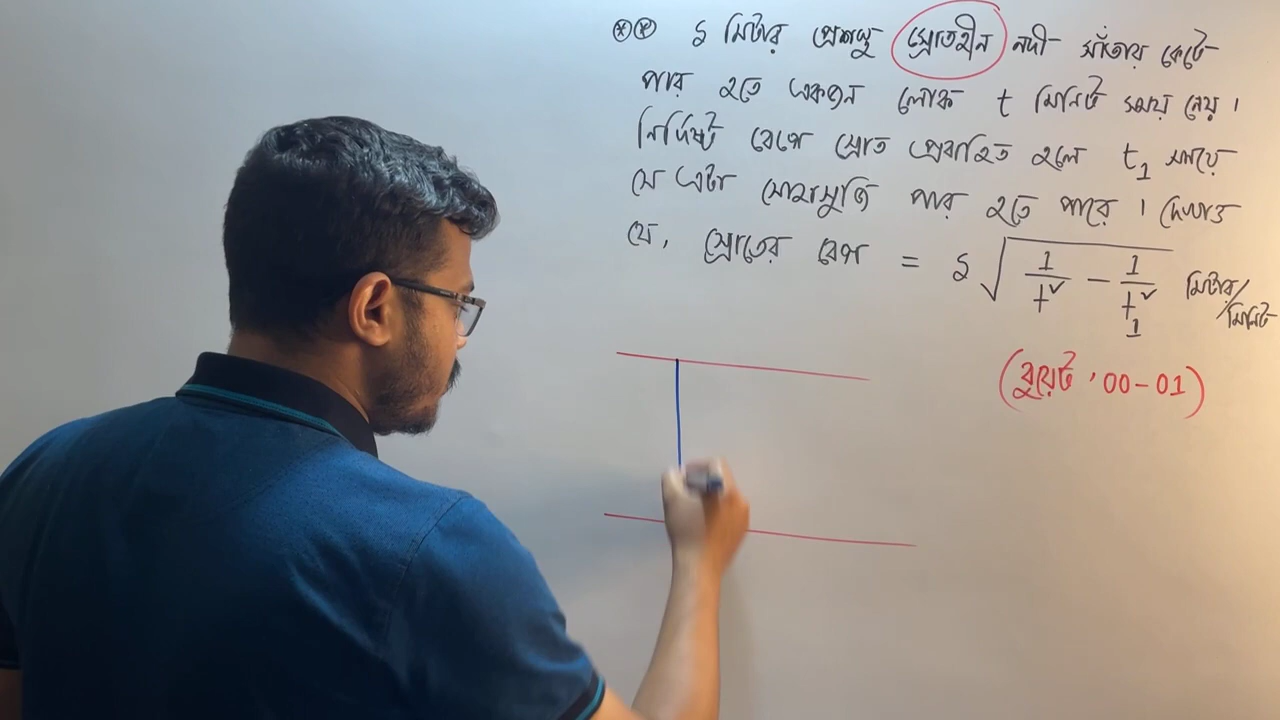 ** S মিটার প্রশস্ত স্রোতহীন নদী সাঁতার কেটে
পার হতে একজন লোক t মিনিট সময় নেয়।
নির্দিষ্ট বেগে স্রোত প্রবাহিত হলে t₁ সময়ে
সে এটা সোজাসুজি পার হতে পারে। দেখাও
যে, স্রোতের বেগ = S √(1/t² − 1/t₁²) মিটার/মিনিট
(বুয়েট '00-01)